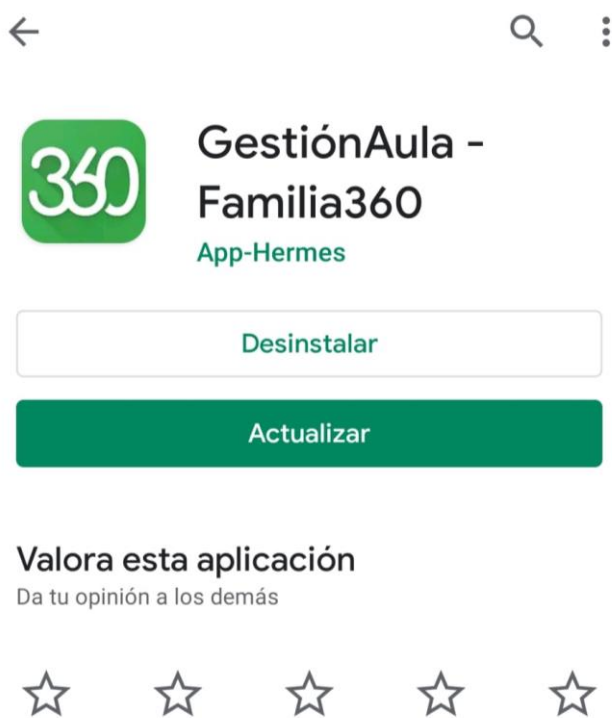 360
GestiónAula -
Familia360
App-Hermes
Desinstalar
Actualizar
Valora esta aplicación
Da tu opinión a los demás